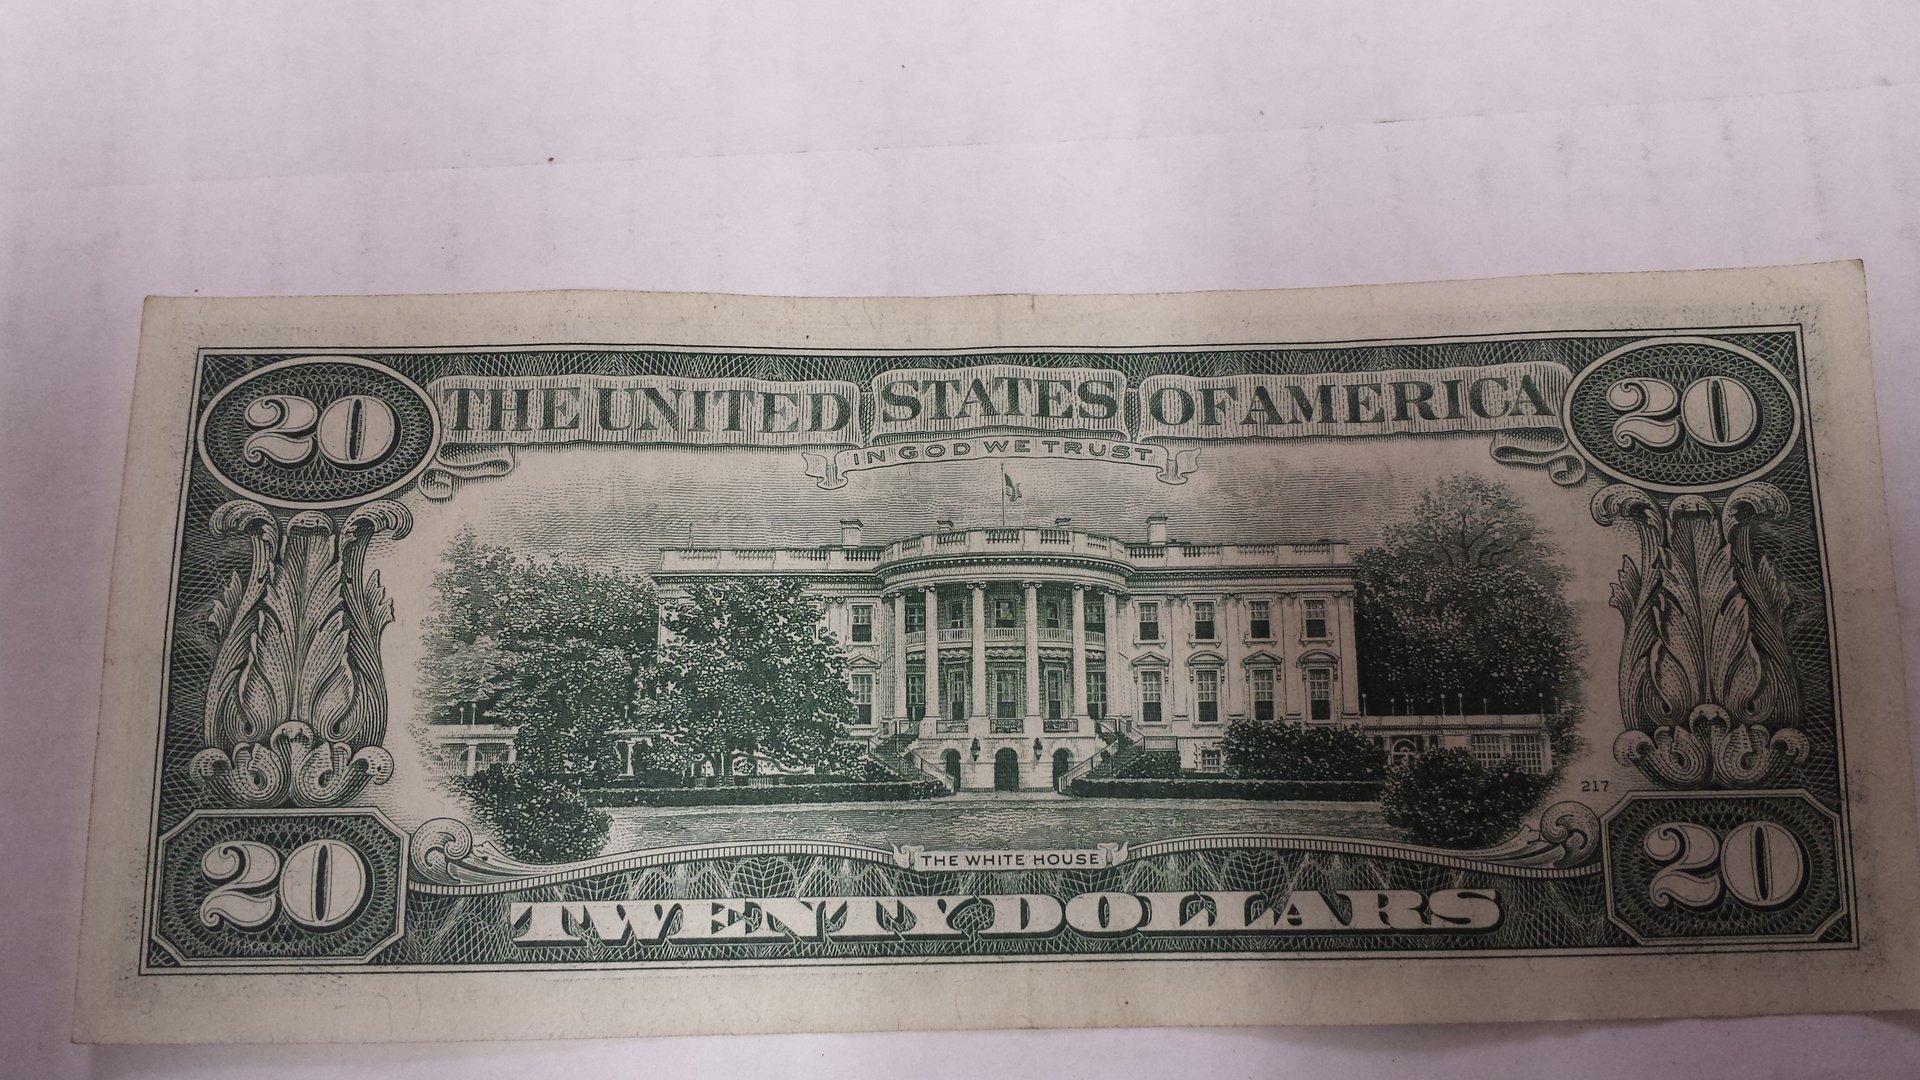 20 THE UNITED STATES OF AMERICA 20
IN GOD WE TRUST
217
THE WHITE HOUSE
20 TWENTY DOLLARS 20